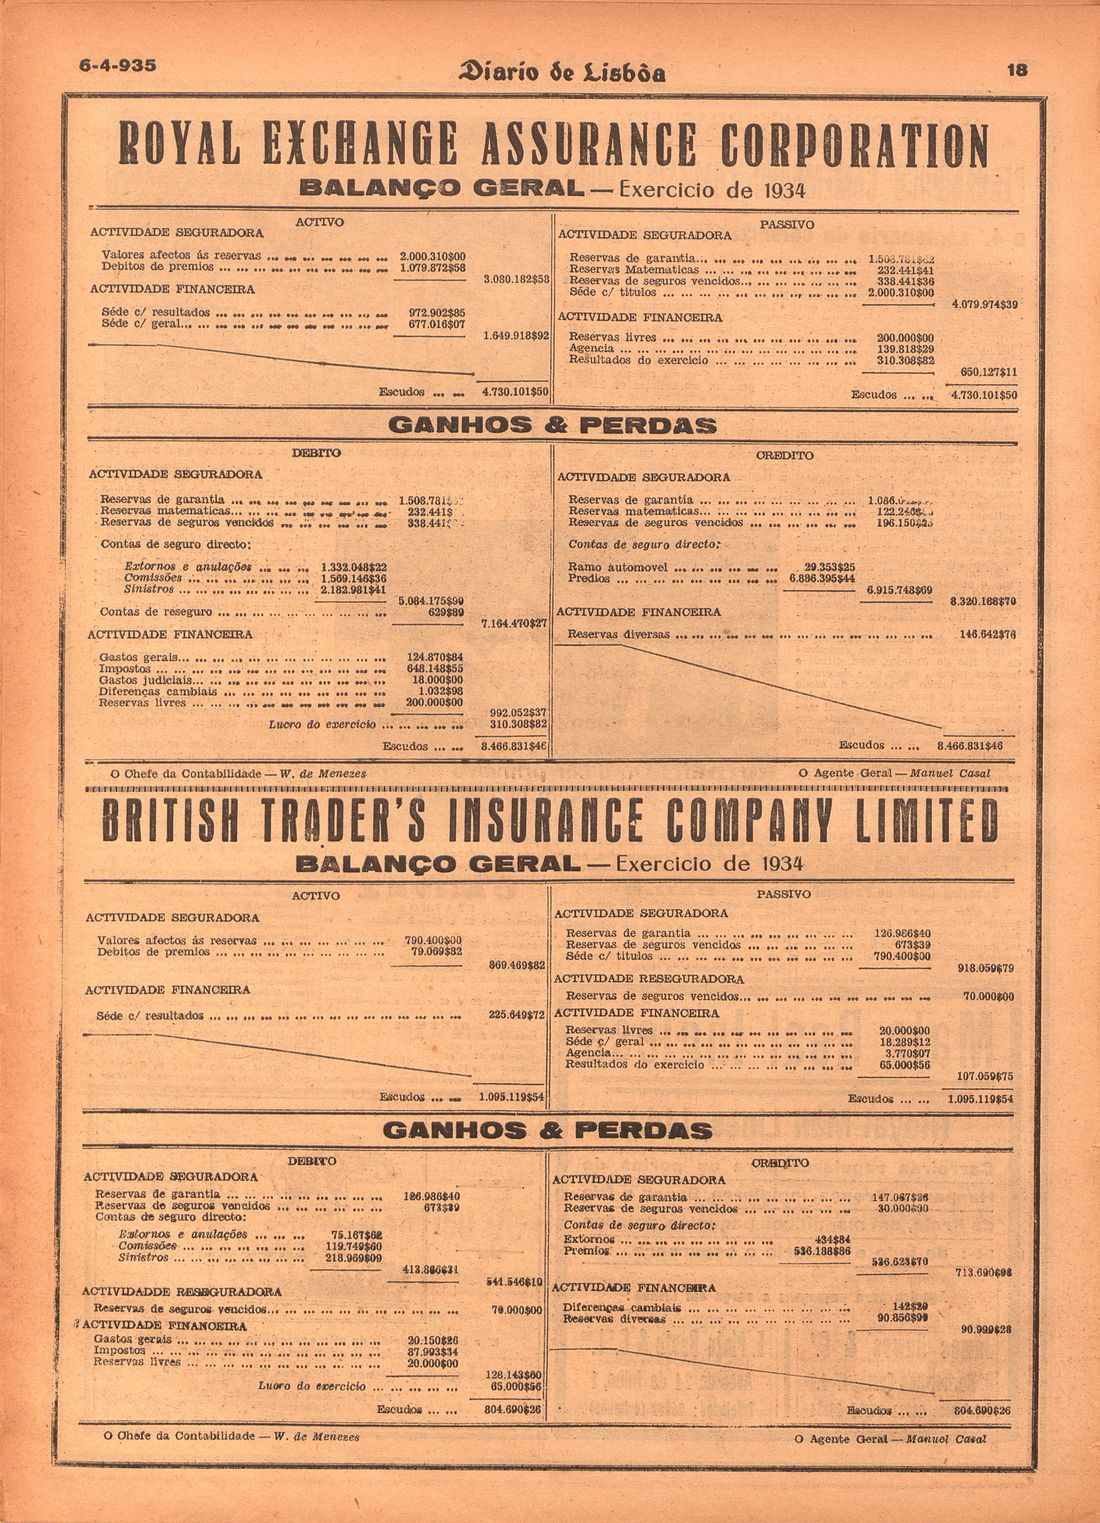 6-4-935
Diario de Lisbôa
18
ROYAL EXCHANGE ASSURANCE CORPORATION
BALANÇO GERAL — Exercicio de 1934
ACTIVO
ACTIVIDADE SEGURADORA
Valores afectos ás reservas ... ... ... ... ... ... 2.000.310$00
Debitos de premios ... ... ... ... ... ... ... ... 1.079.872$58
3.080.182$58
ACTIVIDADE FINANCEIRA
Séde c/ resultados ... ... ... ... ... ... ... ... 972.902$85
Séde c/ geral... ... ... ... ... ... ... ... ... 677.016$07
1.649.918$92
Escudos ... ... 4.730.101$50
PASSIVO
ACTIVIDADE SEGURADORA
Reservas de garantia... ... ... ... ... ... ...
Reservas Matematicas ... ... ... ... ... ... ... 232.441$41
Reservas de seguros vencidos... ... ... ... ... 338.441$36
Séde c/ titulos ... ... ... ... ... ... ... ... 2.000.310$00
4.079.974$39
ACTIVIDADE FINANCEIRA
Reservas livres ... ... ... ... ... ... ... ... 200.000$00
Agencia ... ... ... ... ... ... ... ... ... ... 139.818$29
Resultados do exercicio ... ... ... ... ... ... 310.308$82
650.127$11
Escudos ... ... 4.730.101$50
GANHOS & PERDAS
DEBITO
ACTIVIDADE SEGURADORA
Reservas de garantia ... ... ... ... ... ... ...
Reservas matematicas... ... ... ... ... ... ...
Reservas de seguros vencidos ... ... ... ... ...
Contas de seguro directo:
Extornos e anulações ... ... ... 1.332.048$22
Comissões ... ... ... ... ... ... 1.569.146$36
Sinistros ... ... ... ... ... ... 2.182.981$41
5.084.175$99
Contas de reseguro ... ... ... ... ... ... ... 629$89
7.164.470$27
ACTIVIDADE FINANCEIRA
Gastos gerais... ... ... ... ... ... ... ... ... 124.870$84
Impostos ... ... ... ... ... ... ... ... ... ... 648.148$55
Gastos judiciais... ... ... ... ... ... ... ... 18.000$00
Diferenças cambiais ... ... ... ... ... ... ... 1.032$98
Reservas livres ... ... ... ... ... ... ... ... 200.000$00
992.052$37
Lucro do exercicio ... ... ... ... ... 310.308$82
Escudos ... ... 8.466.831$46
CREDITO
ACTIVIDADE SEGURADORA
Reservas de garantia ... ... ... ... ... ... ...
Reservas matematicas... ... ... ... ... ... ...
Reservas de seguros vencidos ... ... ... ... ...
Contas de seguro directo:
Ramo automovel ... ... ... ... ... 29.353$25
Predios ... ... ... ... ... ... ... 6.886.395$44
6.915.748$69
8.320.188$70
ACTIVIDADE FINANCEIRA
Reservas diversas ... ... ... ... ... ... ... ... ... ... 146.642$76
Escudos ... ... 8.466.831$46
O Chefe da Contabilidade — W. de Menezes
O Agente Geral — Manuel Casal
BRITISH TRADER'S INSURANCE COMPANY LIMITED
BALANÇO GERAL — Exercicio de 1934
ACTIVO
ACTIVIDADE SEGURADORA
Valores afectos ás reservas ... ... ... ... ... ... 790.400$00
Debitos de premios ... ... ... ... ... ... ... ... 79.069$82
869.469$82
ACTIVIDADE FINANCEIRA
Séde c/ resultados ... ... ... ... ... ... ... ... ... ... ... 225.649$72
Escudos ... ... 1.095.119$54
PASSIVO
ACTIVIDADE SEGURADORA
Reservas de garantia ... ... ... ... ... ... ... 126.986$40
Reservas de seguros vencidos ... ... ... ... ... 673$39
Séde c/ titulos ... ... ... ... ... ... ... ... 790.400$00
918.059$79
ACTIVIDADE RESEGURADORA
Reservas de seguros vencidos... ... ... ... ... ... ... ... 70.000$00
ACTIVIDADE FINANCEIRA
Reservas livres ... ... ... ... ... ... ... ... 20.000$00
Séde c/ geral ... ... ... ... ... ... ... ... ... 18.289$12
Agencia... ... ... ... ... ... ... ... ... ... 3.770$07
Resultados do exercicio ... ... ... ... ... ... 65.000$56
107.059$75
Escudos ... ... 1.095.119$54
GANHOS & PERDAS
DEBITO
ACTIVIDADE SEGURADORA
Reservas de garantia ... ... ... ... ... ... ... 126.986$40
Reservas de seguros vencidos ... ... ... ... ... 673$39
Contas de seguro directo:
Extornos e anulações ... ... ... 75.167$62
Comissões ... ... ... ... ... ... 119.749$60
Sinistros ... ... ... ... ... ... 218.969$09
413.886$31
541.546$10
ACTIVIDADDE RESEGURADORA
Reservas de seguros vencidos... ... ... ... ... ... ... ... 70.000$00
ACTIVIDADE FINANCEIRA
Gastos gerais ... ... ... ... ... ... ... ... ... 20.150$26
Impostos ... ... ... ... ... ... ... ... ... ... 87.993$34
Reservas livres ... ... ... ... ... ... ... ... 20.000$00
128.143$60
Lucro do exercicio ... ... ... ... ... 65.000$56
Escudos ... ... 804.690$26
CREDITO
ACTIVIDADE SEGURADORA
Reservas de garantia ... ... ... ... ... ... ... 147.067$28
Reservas de seguros vencidos ... ... ... ... ... 30.000$00
Contas de seguro directo:
Extornos ... ... ... ... ... ... ... 434$84
Premios ... ... ... ... ... ... ... 536.188$86
536.623$70
713.690$98
ACTIVIDADE FINANCEIRA
Diferenças cambiais ... ... ... ... ... ... ... 142$29
Reservas diversas ... ... ... ... ... ... ... ... 90.856$99
90.999$28
Escudos ... ... 804.690$26
O Chefe da Contabilidade — W. de Menezes
O Agente Geral — Manuel Casal